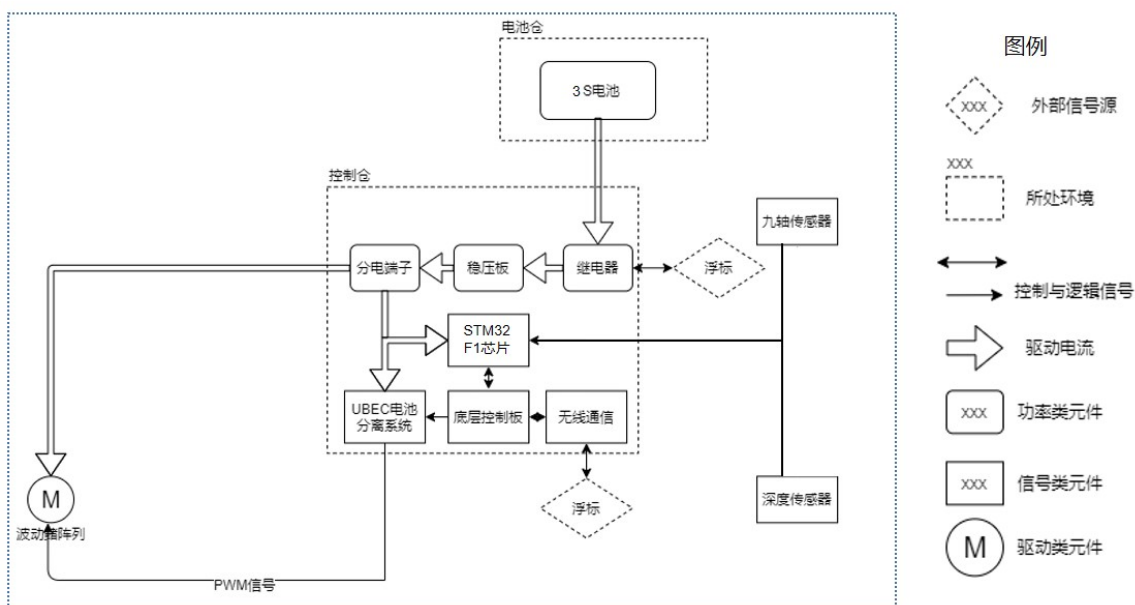 电池仓
3S电池
控制仓
分电端子
稳压板
继电器
浮标
九轴传感器
STM32
F1芯片
UBEC电池
分离系统
底层控制板
无线通信
浮标
深度传感器
M
PWM信号
图例
xxx
外部信号源
xxx
所处环境
控制与逻辑信号
驱动电流
xxx
功率类元件
xxx
信号类元件
M
驱动类元件